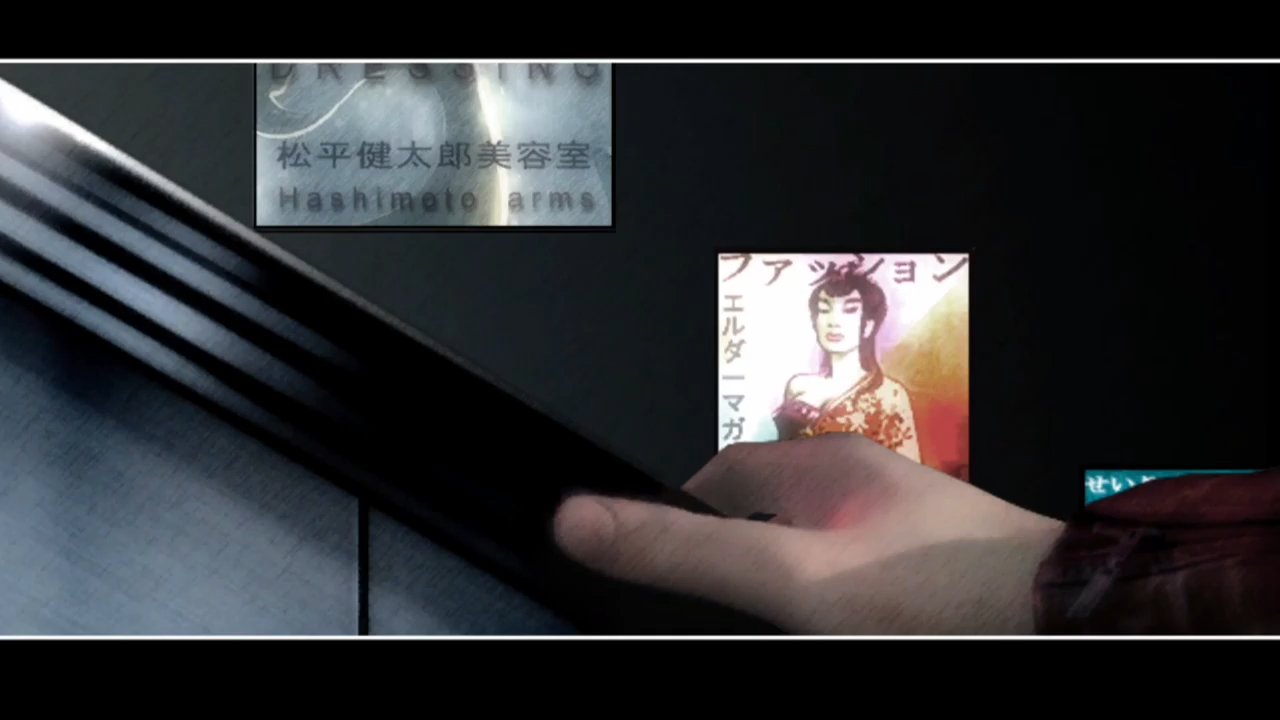 DRESSING
松平健太郎美容室
Hashimoto arms
ファッション
エルダーマガ
せい